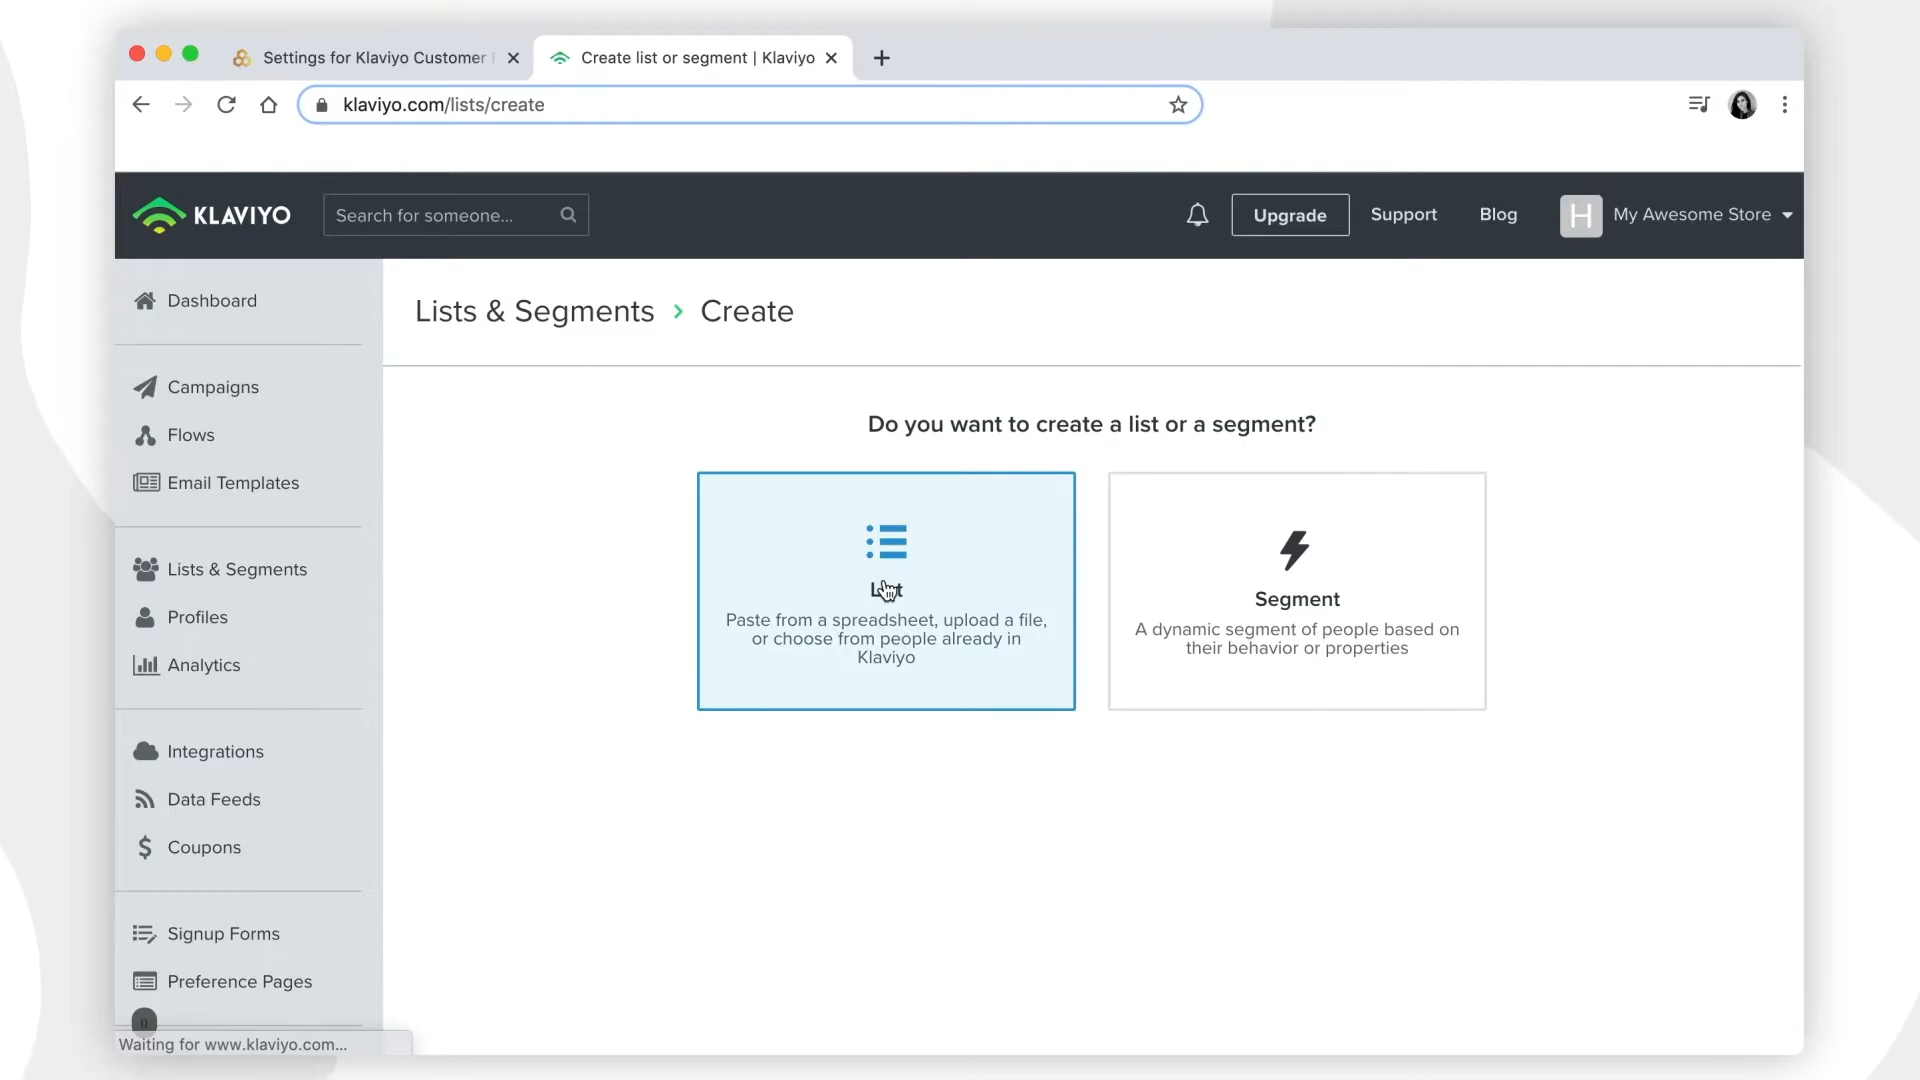 Settings for Klaviyo Customer
Create list or segment | Klaviyo
klaviyo.com/lists/create
KLAVIYO
Search for someone...
Upgrade
Support
Blog
H
My Awesome Store
Dashboard
Campaigns
Flows
Email Templates
Lists & Segments
Profiles
Analytics
Integrations
Data Feeds
Coupons
Signup Forms
Preference Pages
0
Waiting for www.klaviyo.com...
Lists & Segments › Create
Do you want to create a list or a segment?
Paste from a spreadsheet, upload a file,
or choose from people already in
Klaviyo
Segment
A dynamic segment of people based on
their behavior or properties